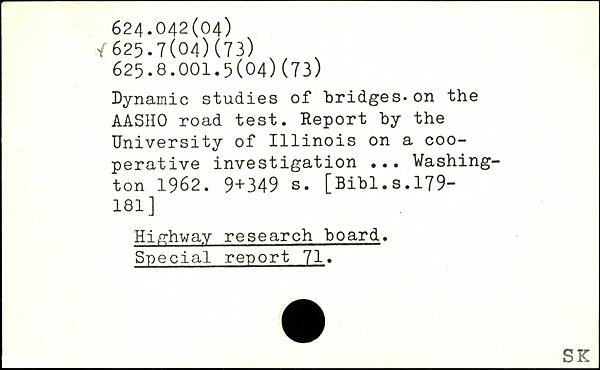 624.042(04)
625.7(04)(73)
625.8.001.5(04)(73)
Dynamic studies of bridges on the
AASHO road test. Report by the
University of Illinois on a coo-
perative investigation ... Washing-
ton 1962. 9+349 s. [Bibl.s.179-
181]
Highway research board.
Special report 71.
SK